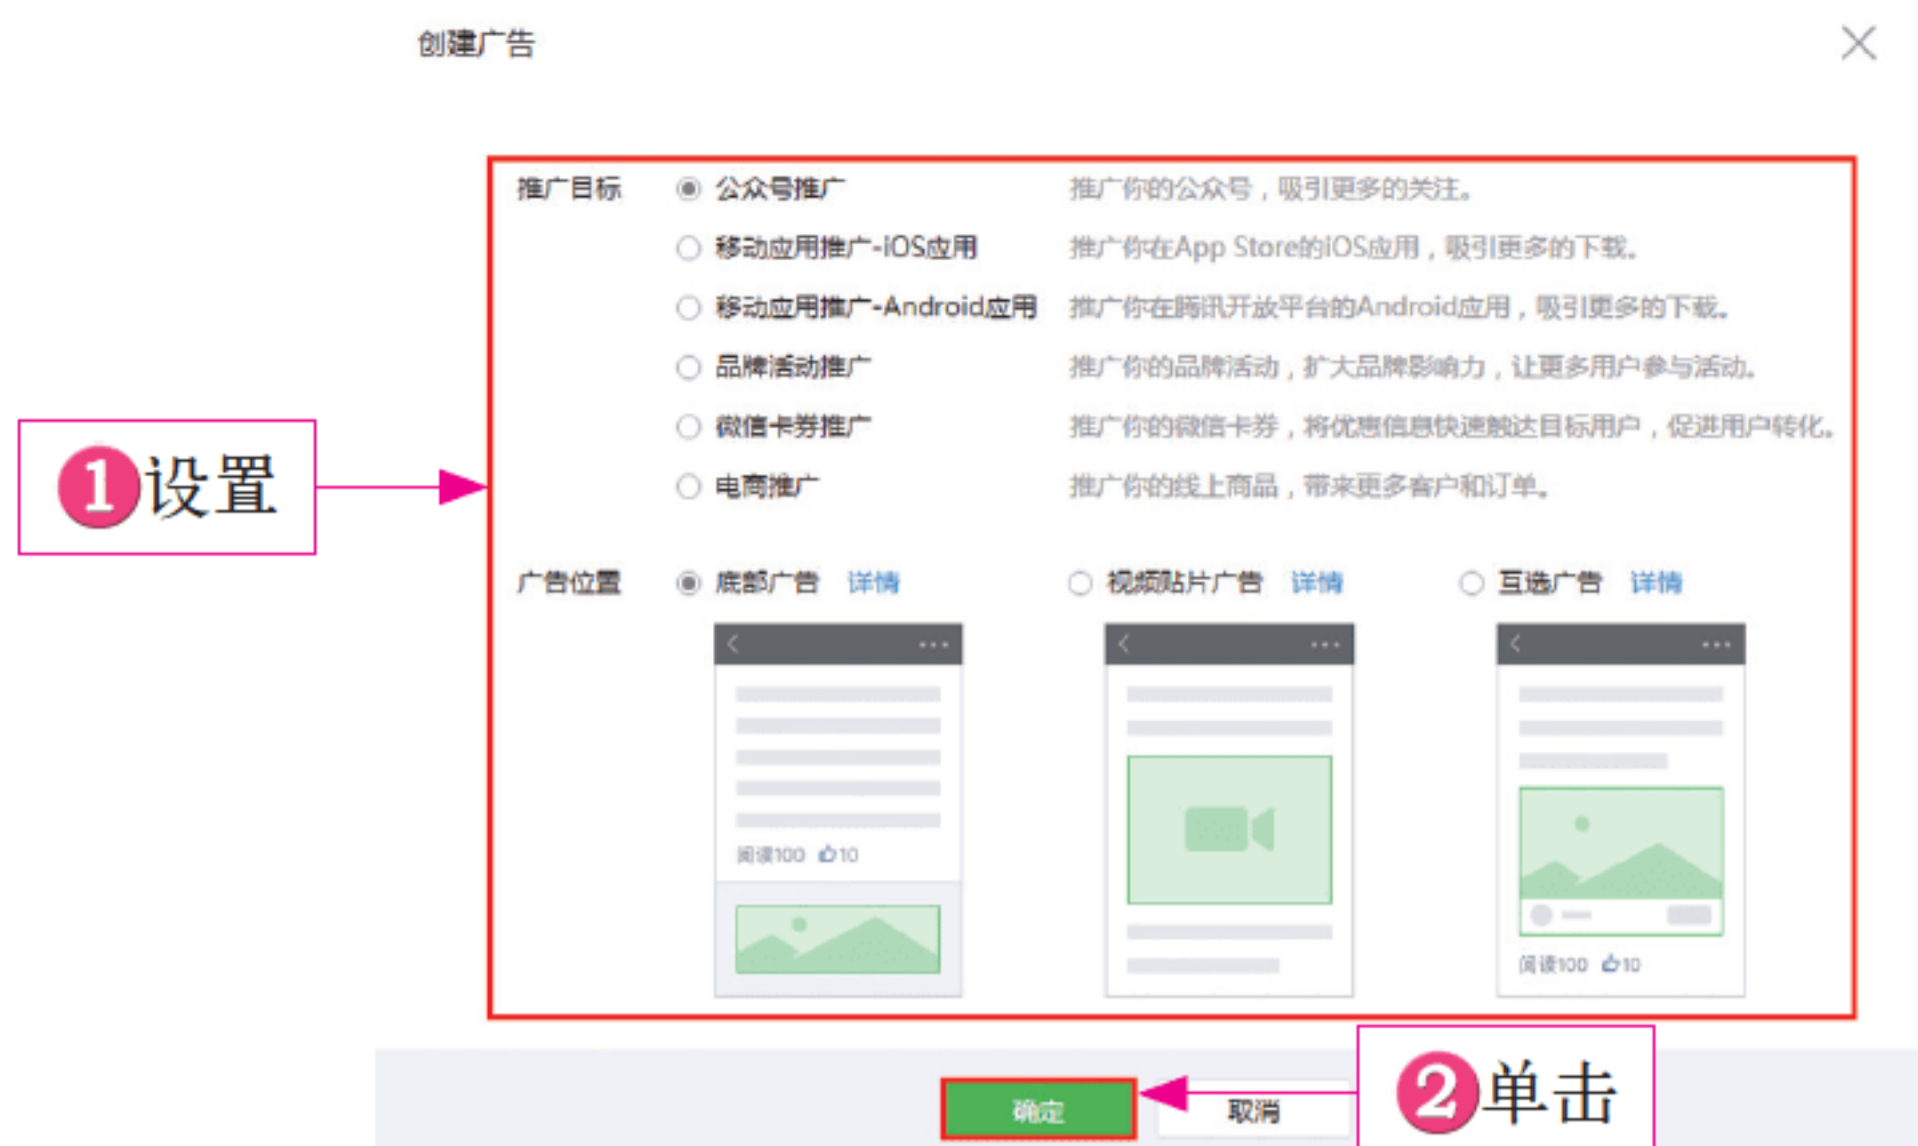 创建广告
推广目标 公众号推广 推广你的公众号，吸引更多的关注。
移动应用推广-iOS应用 推广你在App Store的iOS应用，吸引更多的下载。
移动应用推广-Android应用 推广你在腾讯开放平台的Android应用，吸引更多的下载。
品牌活动推广 推广你的品牌活动，扩大品牌影响力，让更多用户参与活动。
微信卡券推广 推广你的微信卡券，将优惠信息快速触达目标用户，促进用户转化。
1设置
电商推广 推广你的线上商品，带来更多客户和订单。
广告位置 底部广告 详情 视频贴片广告 详情 互选广告 详情
阅读100 10
阅读100 10
确定 取消
2单击